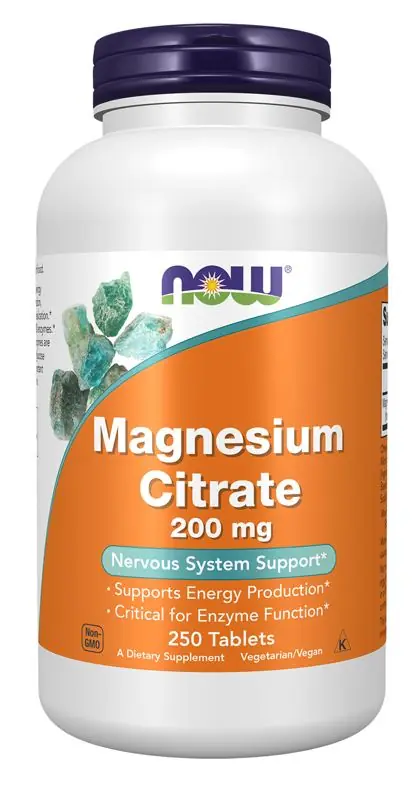 NOW®
Magnesium
Citrate
200 mg
Nervous System Support*
• Supports Energy Production*
• Critical for Enzyme Function*
250 Tablets
Non-
GMO
A Dietary Supplement Vegetarian/Vegan
K